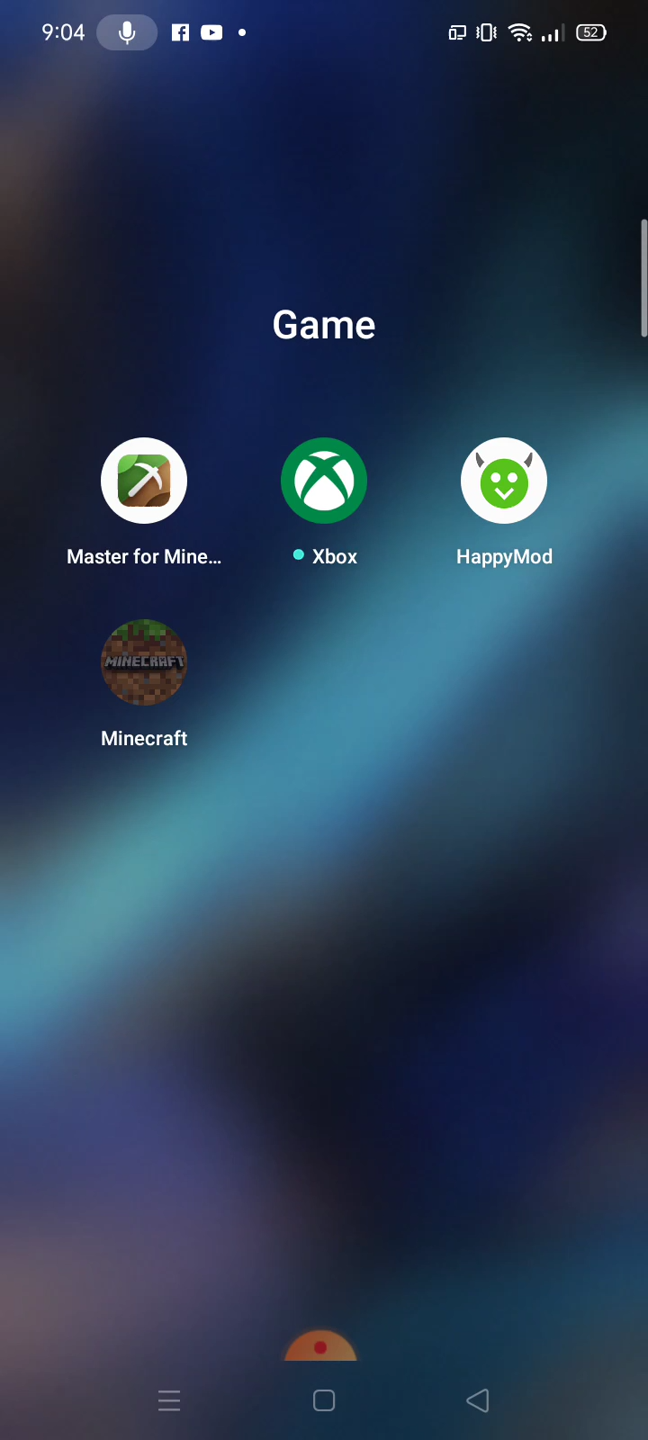 9:04
52
Game
Master for Mine...
Xbox
HappyMod
MINECRAFT
Minecraft